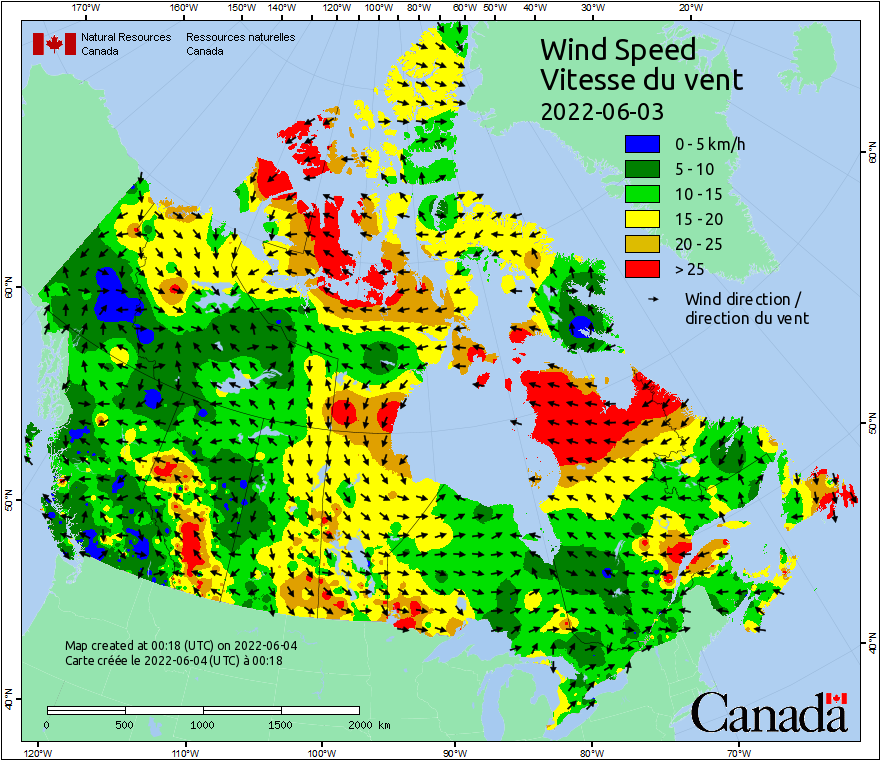 170°W 160°W 150°W 140°W 120°W 100°W 80°W 60°W 50°W 40°W 30°W 20°W
Natural Resources Ressources naturelles
Canada Canada
Wind Speed
Vitesse du vent
2022-06-03
0 - 5 km/h
5 - 10
10 - 15
15 - 20
20 - 25
> 25
Wind direction /
direction du vent
60°N
60°N
50°N
50°N
40°N
40°N
Map created at 00:18 (UTC) on 2022-06-04
Carte créée le 2022-06-04 (UTC) à 00:18
0 500 1000 1500 2000 km
Canada
120°W 110°W 100°W 90°W 80°W 70°W